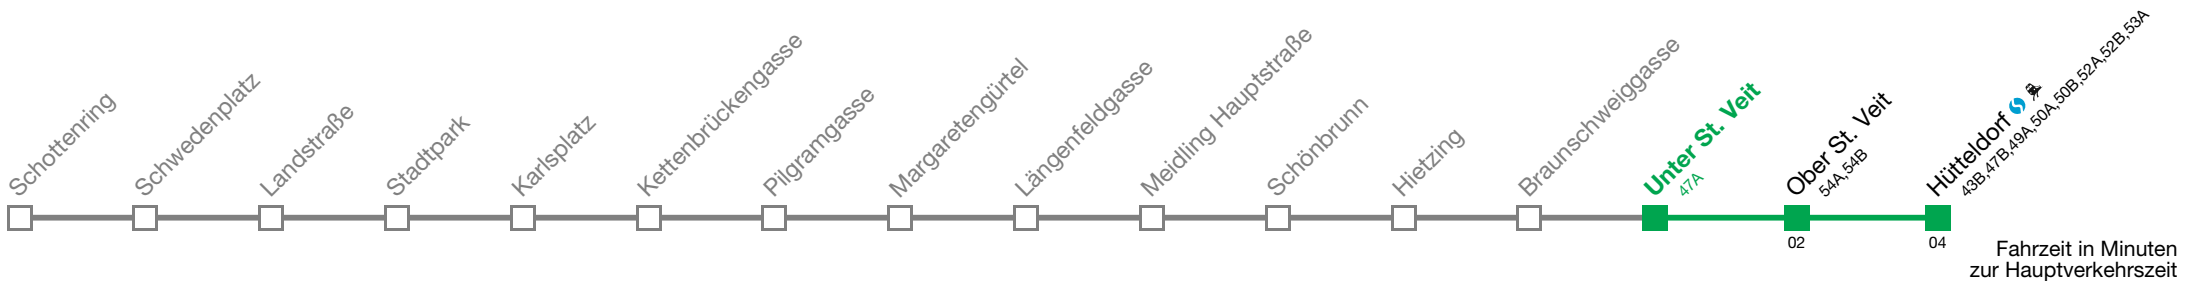 Schottenring
Schwedenplatz
Landstraße
Stadtpark
Karlsplatz
Kettenbrückengasse
Pilgramgasse
Margaretengürtel
Längenfeldgasse
Meidling Hauptstraße
Schönbrunn
Hietzing
Braunschweiggasse
Unter St. Veit
47A
Ober St. Veit
54A,54B
02
Hütteldorf
43B,47B,49A,50A,50B,52A,52B,53A
04
Fahrzeit in Minuten
zur Hauptverkehrszeit